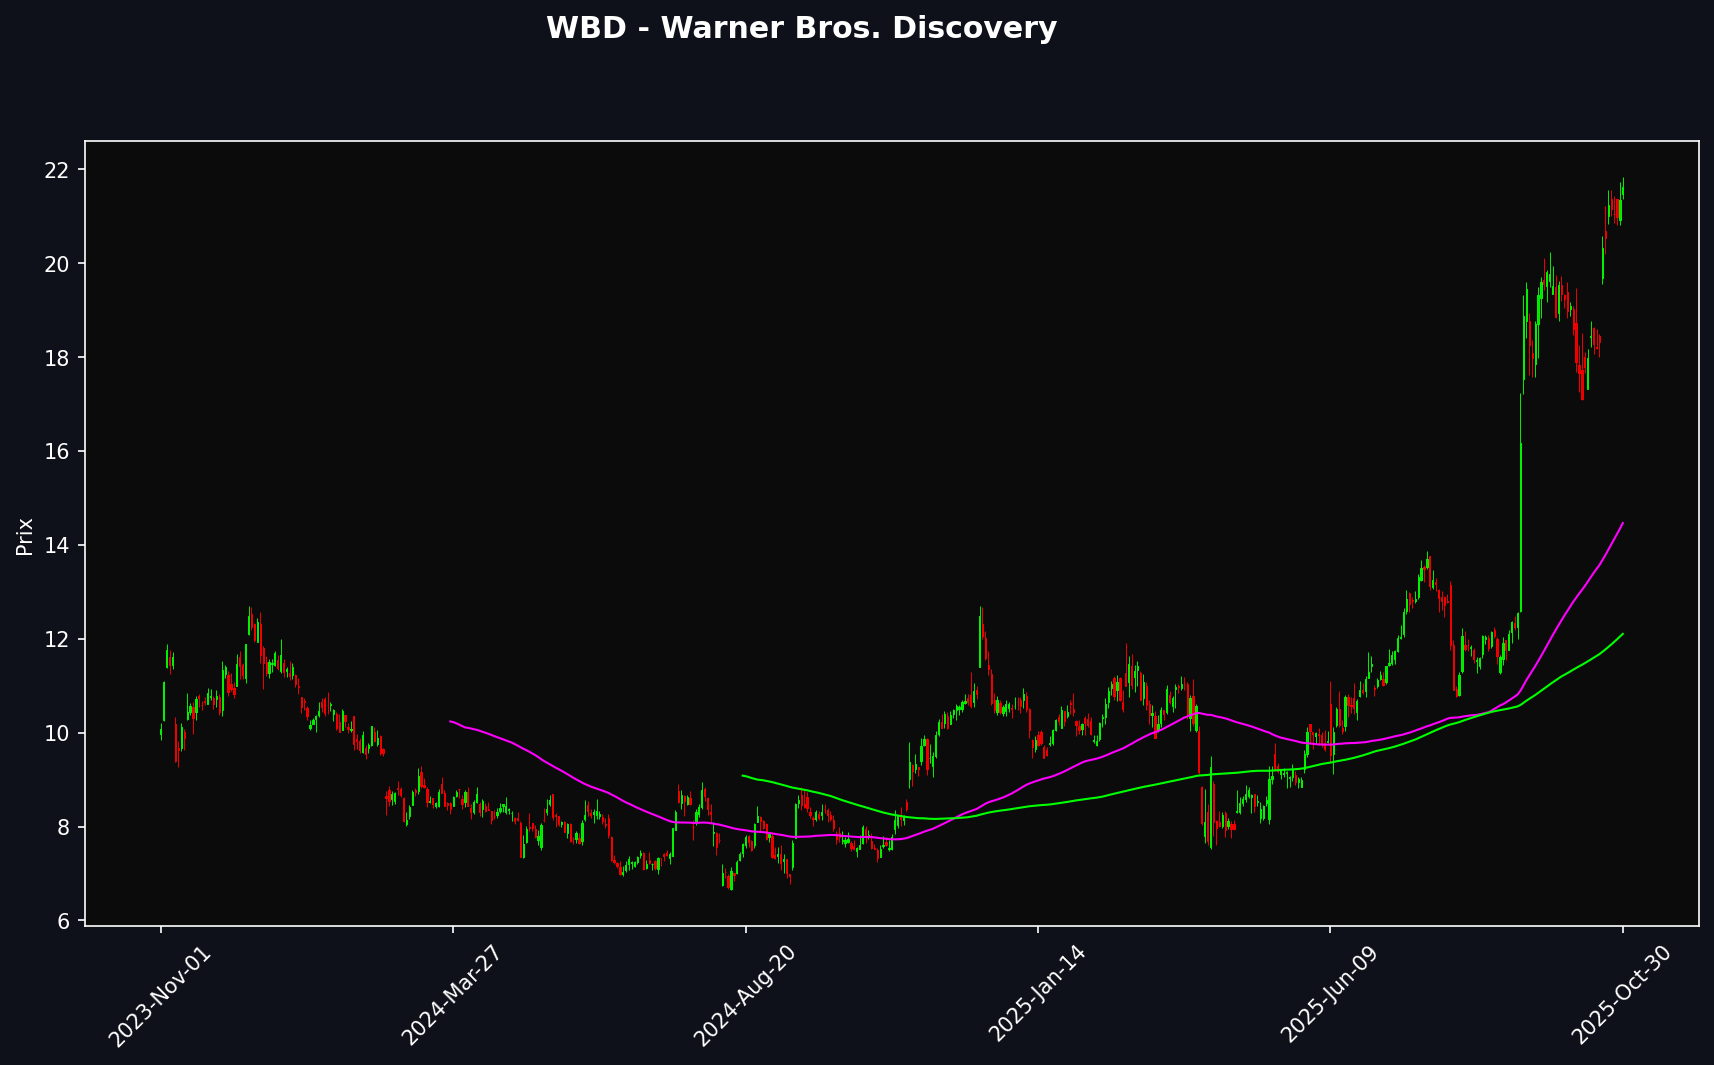 WBD - Warner Bros. Discovery
Prix
22
20
18
16
14
12
10
8
6
2023-Nov-01
2024-Mar-27
2024-Aug-20
2025-Jan-14
2025-Jun-09
2025-Oct-30